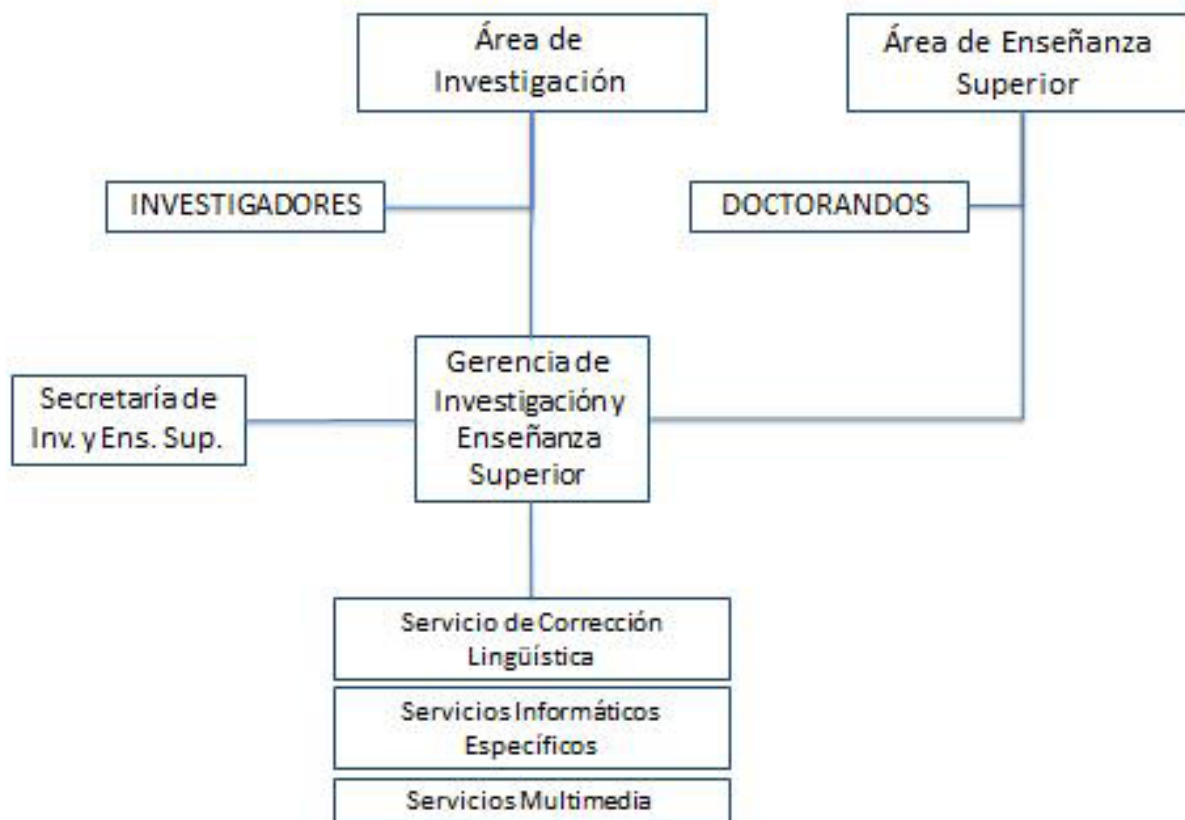 Área de
Investigación
Área de Enseñanza
Superior
INVESTIGADORES
DOCTORANDOS
Secretaría de
Inv. y Ens. Sup.
Gerencia de
Investigación y
Enseñanza
Superior
Servicio de Corrección
Lingüística
Servicios Informáticos
Específicos
Servicios Multimedia